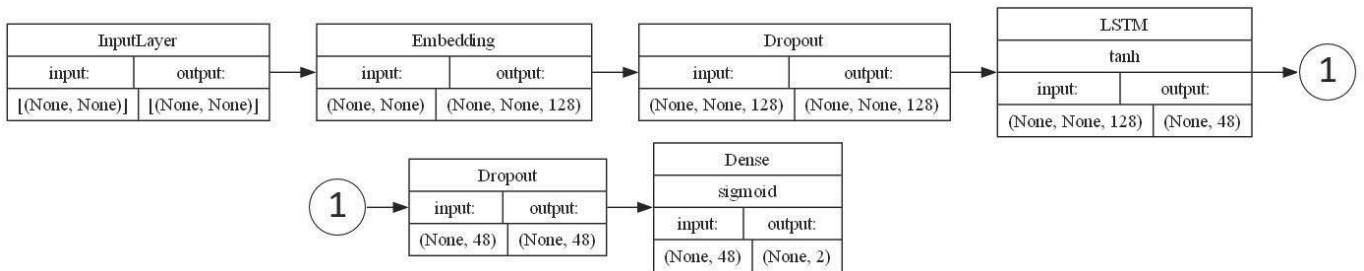 InputLayer
input: output:
[(None, None)] [(None, None)]
Embedding
input: output:
(None, None) (None, None, 128)
Dropout
input: output:
(None, None, 128) (None, None, 128)
LSTM
tanh
input: output:
(None, None, 128) (None, 48)
1
1
Dropout
input: output:
(None, 48) (None, 48)
Dense
sigmoid
input: output:
(None, 48) (None, 2)